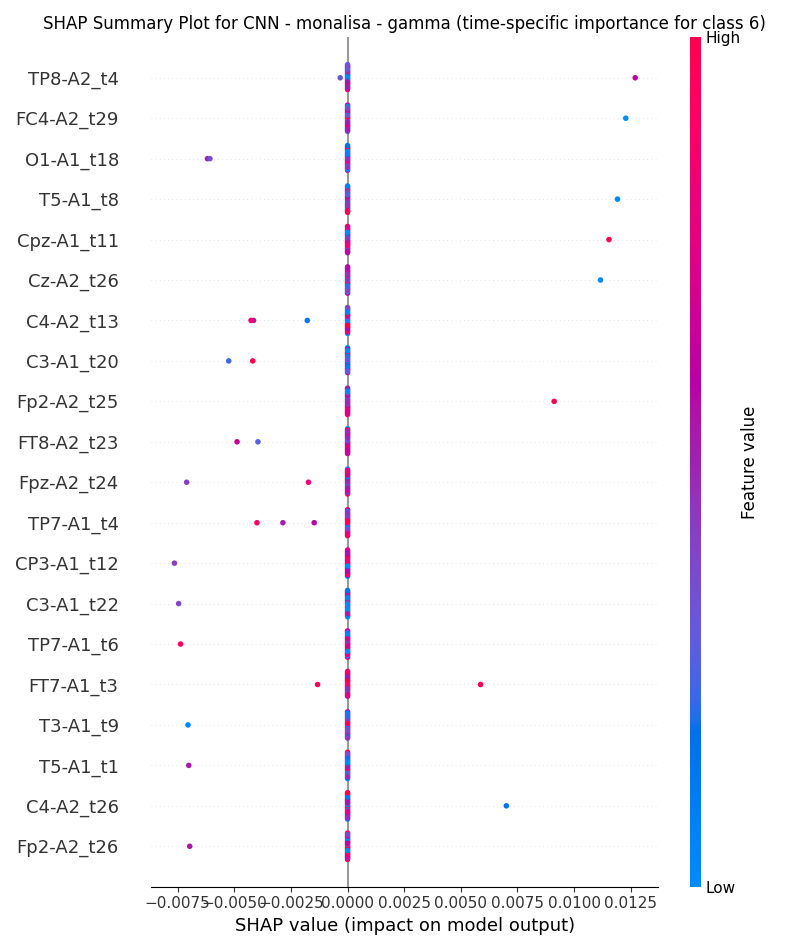 SHAP Summary Plot for CNN - monalisa - gamma (time-specific importance for class 6)
High
TP8-A2_t4
FC4-A2_t29
O1-A1_t18
T5-A1_t8
Cpz-A1_t11
Cz-A2_t26
C4-A2_t13
C3-A1_t20
Fp2-A2_t25
FT8-A2_t23
Fpz-A2_t24
TP7-A1_t4
CP3-A1_t12
C3-A1_t22
TP7-A1_t6
FT7-A1_t3
T3-A1_t9
T5-A1_t1
C4-A2_t26
Fp2-A2_t26
Feature value
Low
−0.0075 −0.0050 −0.0025 0.0000 0.0025 0.0050 0.0075 0.0100 0.0125
SHAP value (impact on model output)